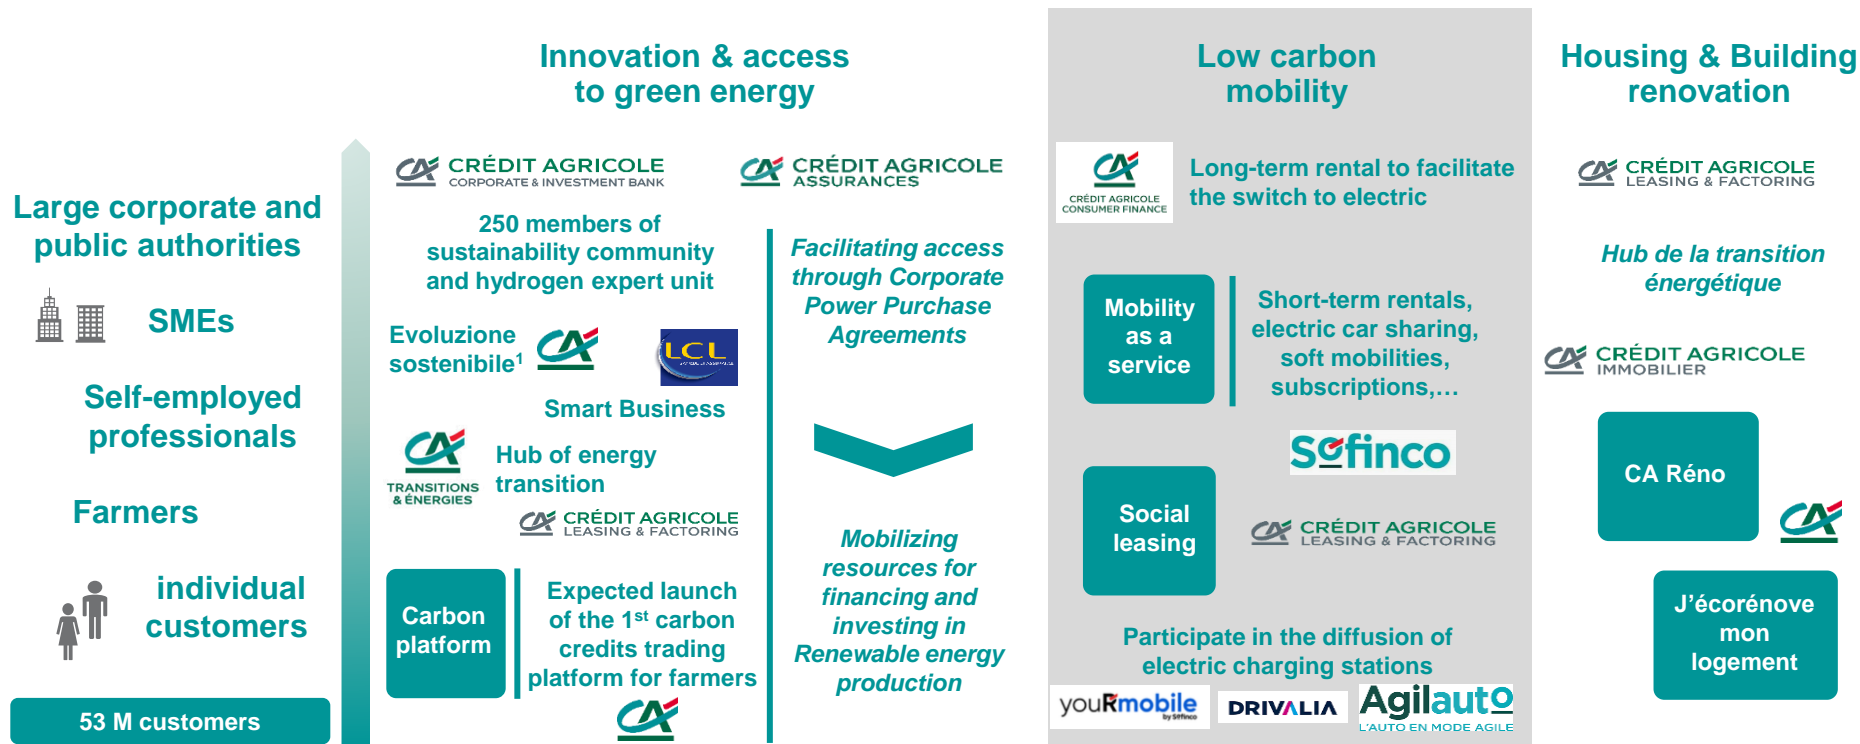 Innovation & access
to green energy
Low carbon
mobility
Housing & Building
renovation
Large corporate and
public authorities
SMEs
Self-employed
professionals
Farmers
individual
customers
53 M customers
CRÉDIT AGRICOLE
CORPORATE & INVESTMENT BANK
250 members of
sustainability community
and hydrogen expert unit
Evoluzione
sostenibile¹
LCL
Smart Business
TRANSITIONS
& ÉNERGIES
Hub of energy
transition
CRÉDIT AGRICOLE
LEASING & FACTORING
Carbon
platform
Expected launch
of the 1st carbon
credits trading
platform for farmers
CRÉDIT AGRICOLE
ASSURANCES
Facilitating access
through Corporate
Power Purchase
Agreements
Mobilizing
resources for
financing and
investing in
Renewable energy
production
CRÉDIT AGRICOLE
CONSUMER FINANCE
Long-term rental to facilitate
the switch to electric
Mobility
as a
service
Short-term rentals,
electric car sharing,
soft mobilities,
subscriptions,…
Sofinco
Social
leasing
CRÉDIT AGRICOLE
LEASING & FACTORING
Participate in the diffusion of
electric charging stations
youRmobile
by Sofinco
DRIVALIA
Agilauto
L'AUTO EN MODE AGILE
CRÉDIT AGRICOLE
LEASING & FACTORING
Hub de la transition
énergétique
CRÉDIT AGRICOLE
IMMOBILIER
CA Réno
J'écorénove
mon
logement